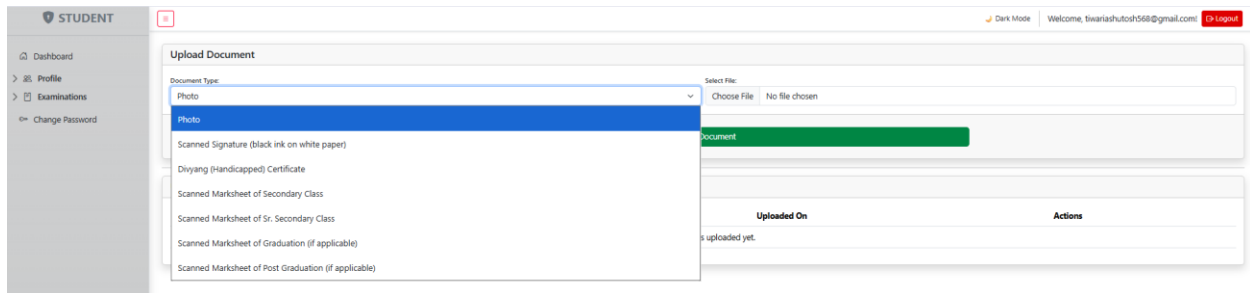 STUDENT
Dark Mode
Welcome, tiwariashutosh568@gmail.com!
Logout
Dashboard
Profile
Examinations
Change Password
Upload Document
Document Type:
Photo
Select File:
Choose File No file chosen
Photo
Scanned Signature (black ink on white paper)
Divyang (Handicapped) Certificate
Scanned Marksheet of Secondary Class
Scanned Marksheet of Sr. Secondary Class
Scanned Marksheet of Graduation (if applicable)
Scanned Marksheet of Post Graduation (if applicable)
Document
Uploaded On
Actions
uploaded yet.